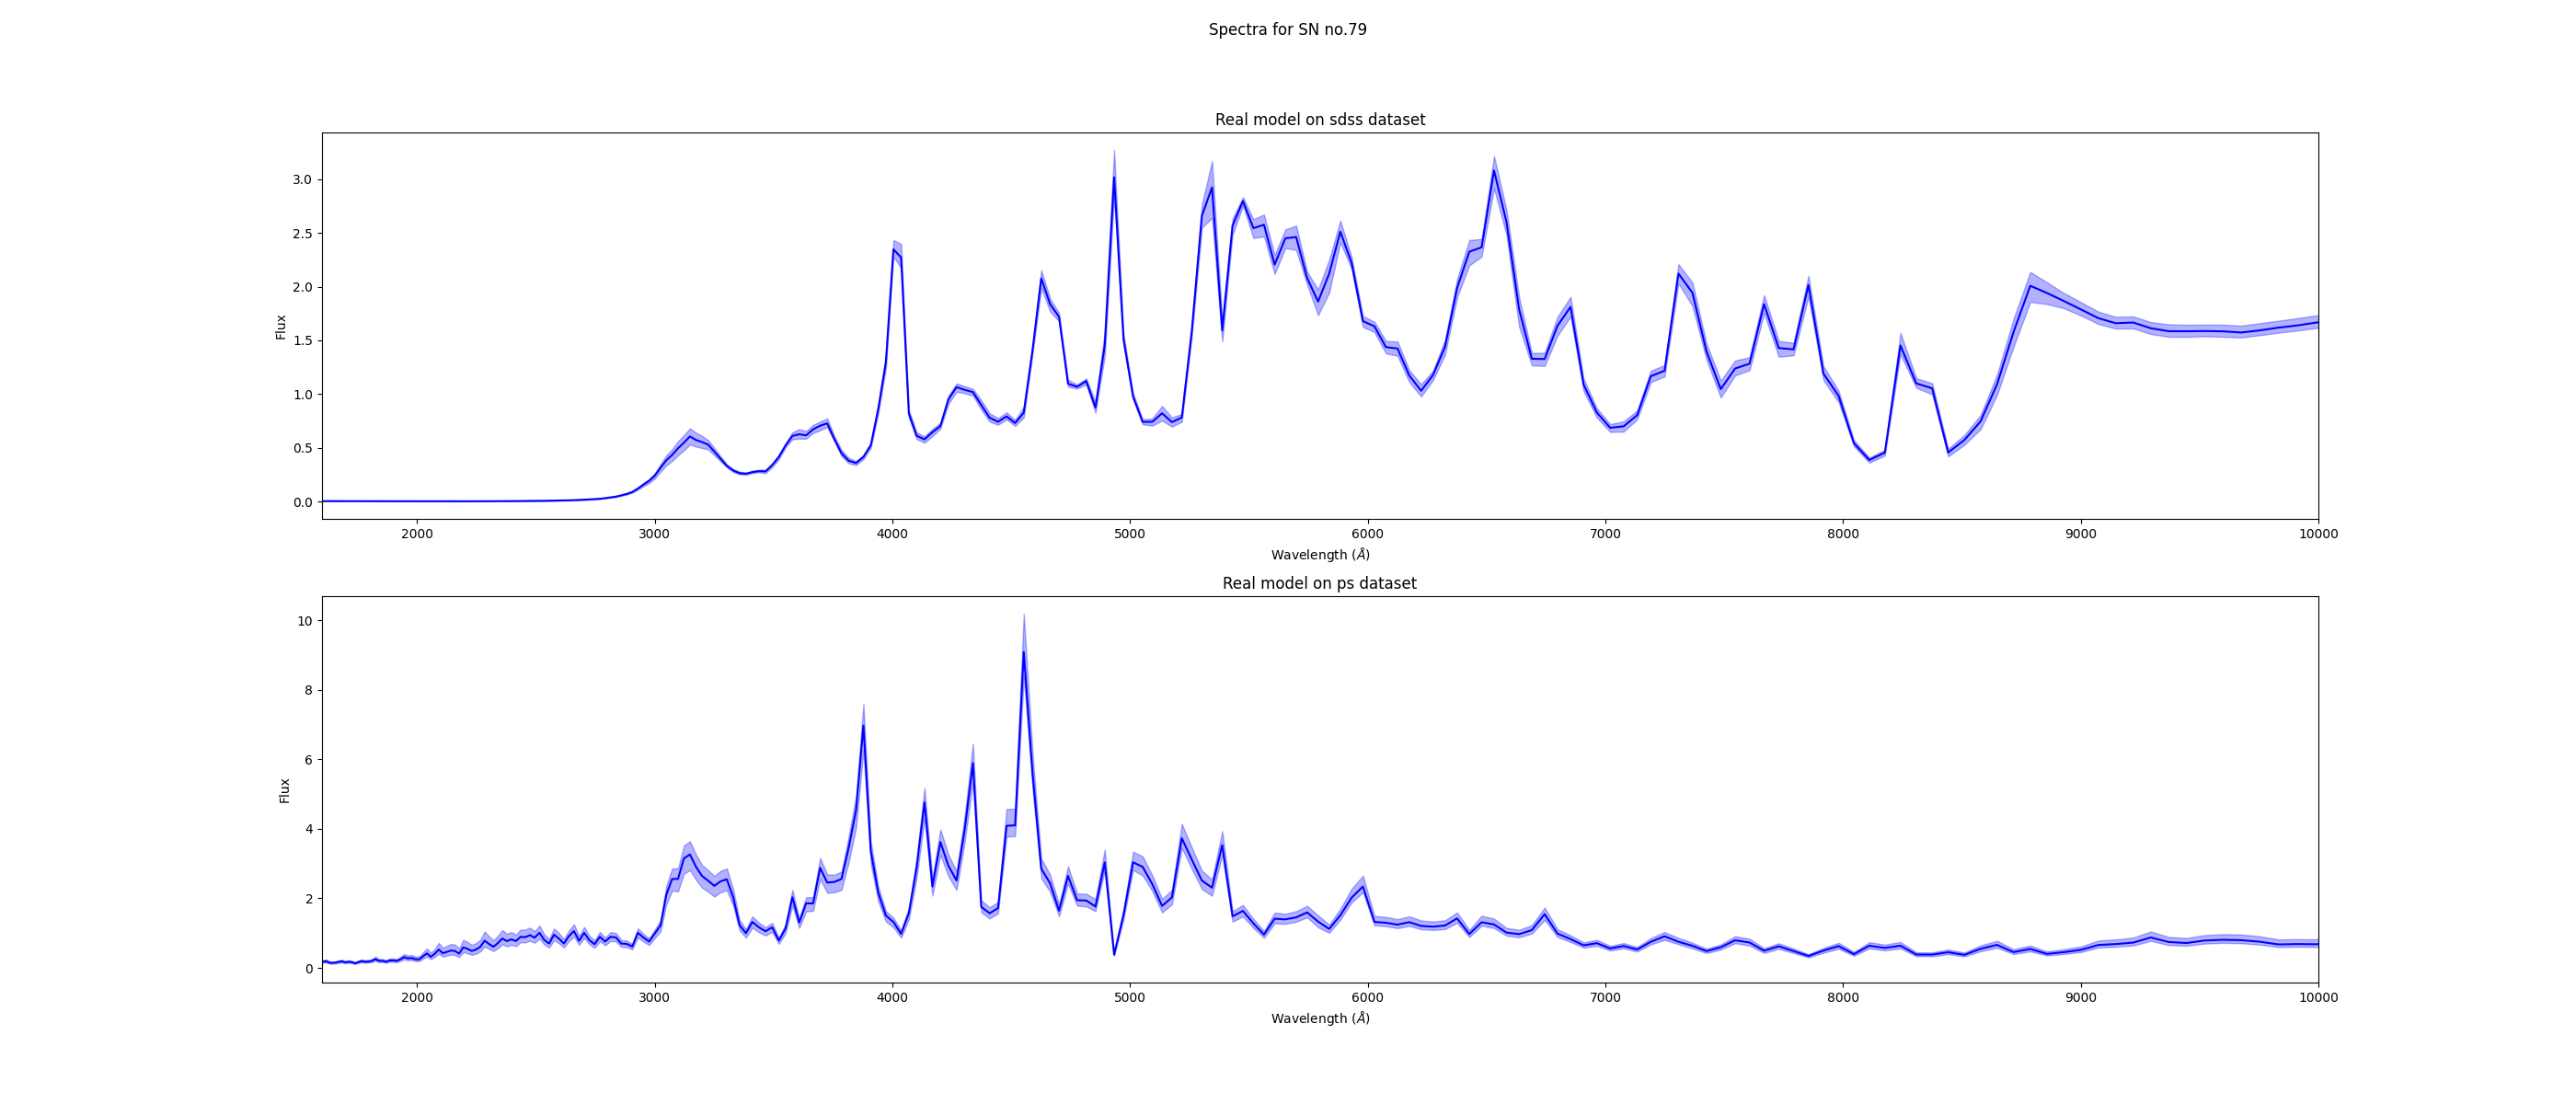 Spectra for SN no.79
Real model on sdss dataset
Flux
3.0
2.5
2.0
1.5
1.0
0.5
0.0
2000 3000 4000 5000 6000 7000 8000 9000 10000
Wavelength (Å)
Real model on ps dataset
Flux
10
8
6
4
2
0
2000 3000 4000 5000 6000 7000 8000 9000 10000
Wavelength (Å)